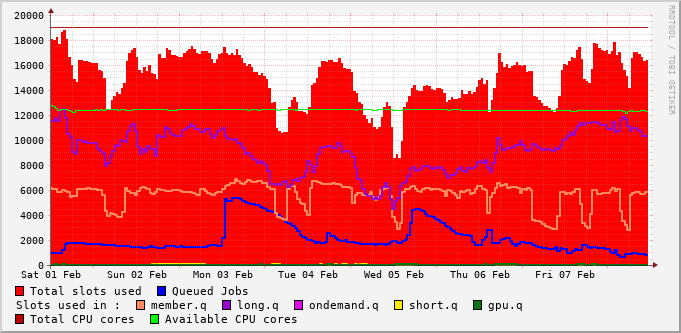 20000
18000
16000
14000
12000
10000
8000
6000
4000
2000
0
Sat 01 Feb Sun 02 Feb Mon 03 Feb Tue 04 Feb Wed 05 Feb Thu 06 Feb Fri 07 Feb
Total slots used Queued Jobs
Slots used in : member.q long.q ondemand.q short.q gpu.q
Total CPU cores Available CPU cores
RRDTOOL / TOBI OETIKER